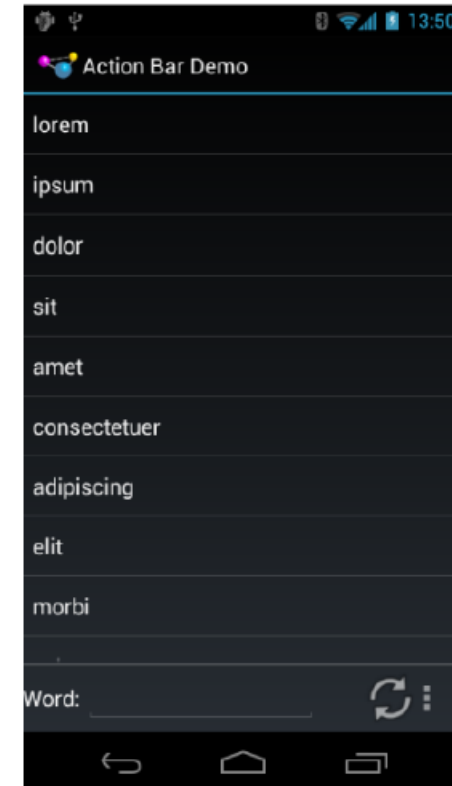 13:50
Action Bar Demo
lorem
ipsum
dolor
sit
amet
consectetuer
adipiscing
elit
morbi
Word: